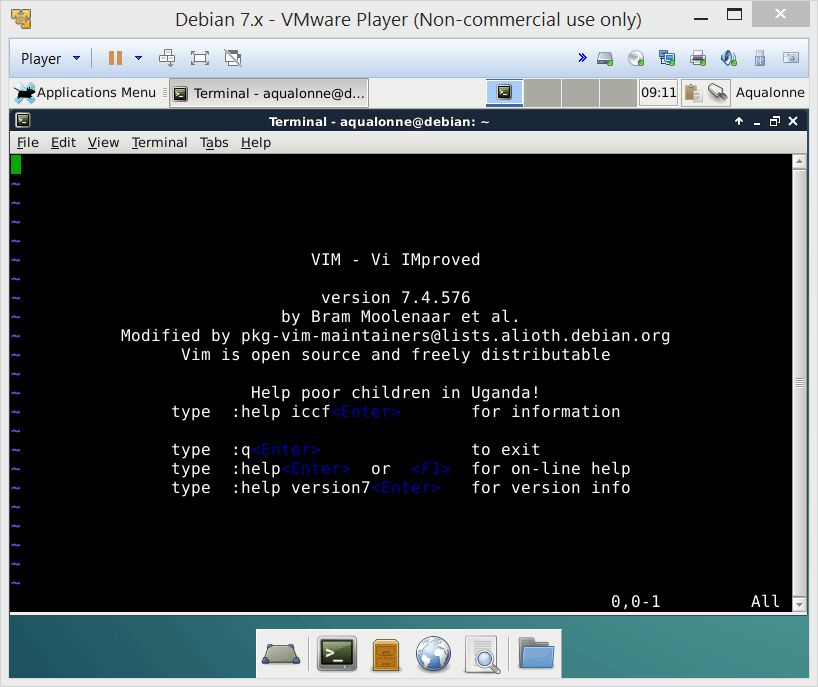 Debian 7.x - VMware Player (Non-commercial use only)
Player
Applications Menu
Terminal - aqualonne@d...
09:11
Aqualonne
Terminal - aqualonne@debian: ~
File Edit View Terminal Tabs Help
~
~
~
~
VIM - Vi IMproved
~
~ version 7.4.576
~ by Bram Moolenaar et al.
~ Modified by pkg-vim-maintainers@lists.alioth.debian.org
~ Vim is open source and freely distributable
~
~ Help poor children in Uganda!
~ type :help iccf<Enter> for information
~
~ type :q<Enter> to exit
~ type :help<Enter> or <F1> for on-line help
~ type :help version7<Enter> for version info
~
~
~
~
~
0,0-1 All